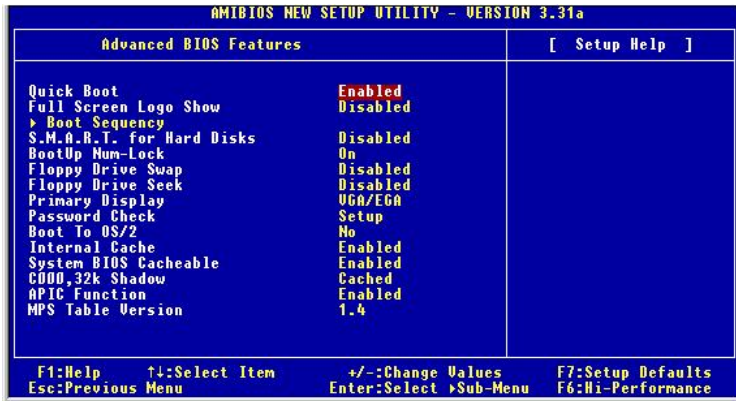 AMIBIOS NEW SETUP UTILITY - VERSION 3.31a
Advanced BIOS Features [ Setup Help ]
Quick Boot Enabled
Full Screen Logo Show Disabled
▸ Boot Sequency
S.M.A.R.T. for Hard Disks Disabled
BootUp Num-Lock On
Floppy Drive Swap Disabled
Floppy Drive Seek Disabled
Primary Display VGA/EGA
Password Check Setup
Boot To OS/2 No
Internal Cache Enabled
System BIOS Cacheable Enabled
C000,32k Shadow Cached
APIC Function Enabled
MPS Table Version 1.4
F1:Help ↑↓:Select Item +/-:Change Values F7:Setup Defaults
Esc:Previous Menu Enter:Select ▸Sub-Menu F6:Hi-Performance